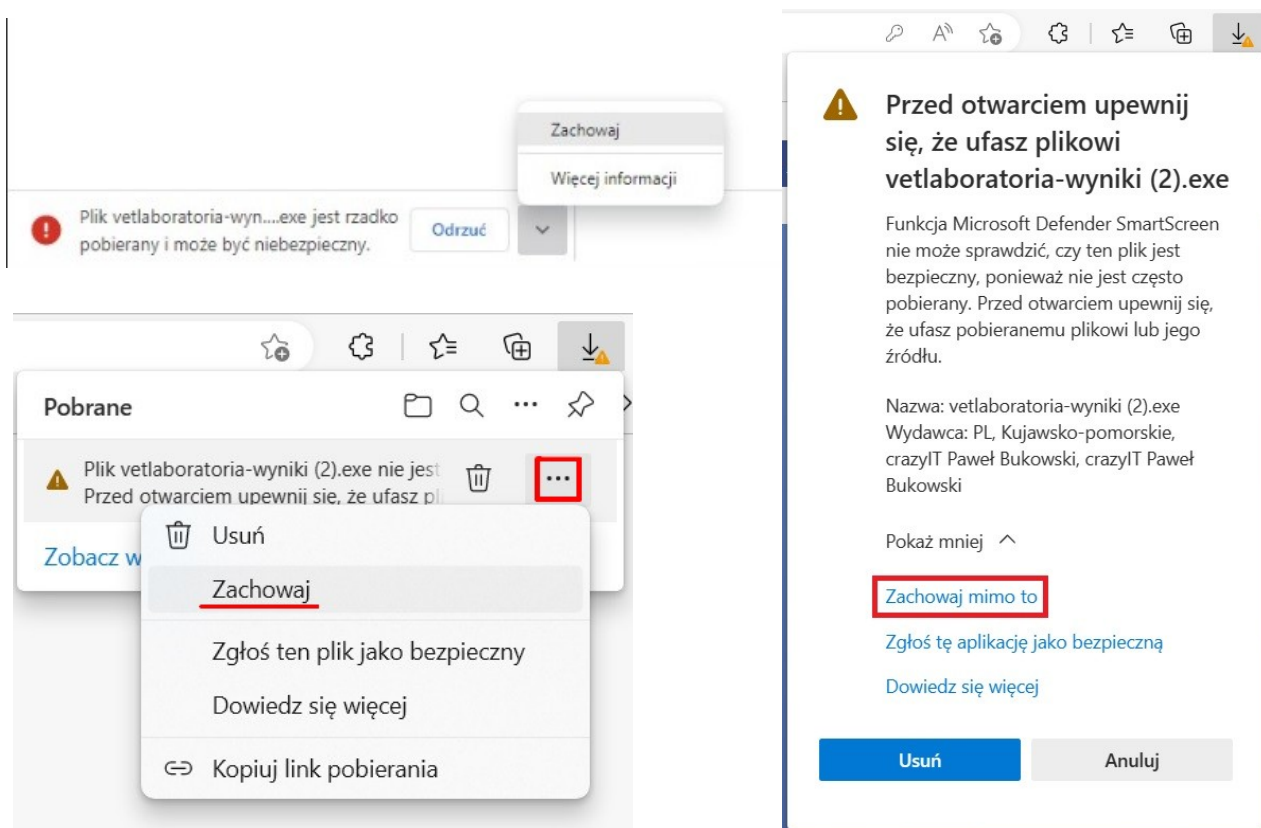 Zachowaj
Więcej informacji
Plik vetlaboratoria-wyn....exe jest rzadko
pobierany i może być niebezpieczny.
Odrzuć
Pobrane
Plik vetlaboratoria-wyniki (2).exe nie jest
Przed otwarciem upewnij się, że ufasz pl
Zobacz w
Usuń
Zachowaj
Zgłoś ten plik jako bezpieczny
Dowiedz się więcej
Kopiuj link pobierania
Przed otwarciem upewnij
się, że ufasz plikowi
vetlaboratoria-wyniki (2).exe
Funkcja Microsoft Defender SmartScreen
nie może sprawdzić, czy ten plik jest
bezpieczny, ponieważ nie jest często
pobierany. Przed otwarciem upewnij się,
że ufasz pobieranemu plikowi lub jego
źródłu.
Nazwa: vetlaboratoria-wyniki (2).exe
Wydawca: PL, Kujawsko-pomorskie,
crazyIT Paweł Bukowski, crazyIT Paweł
Bukowski
Pokaż mniej
Zachowaj mimo to
Zgłoś tę aplikację jako bezpieczną
Dowiedz się więcej
Usuń
Anuluj